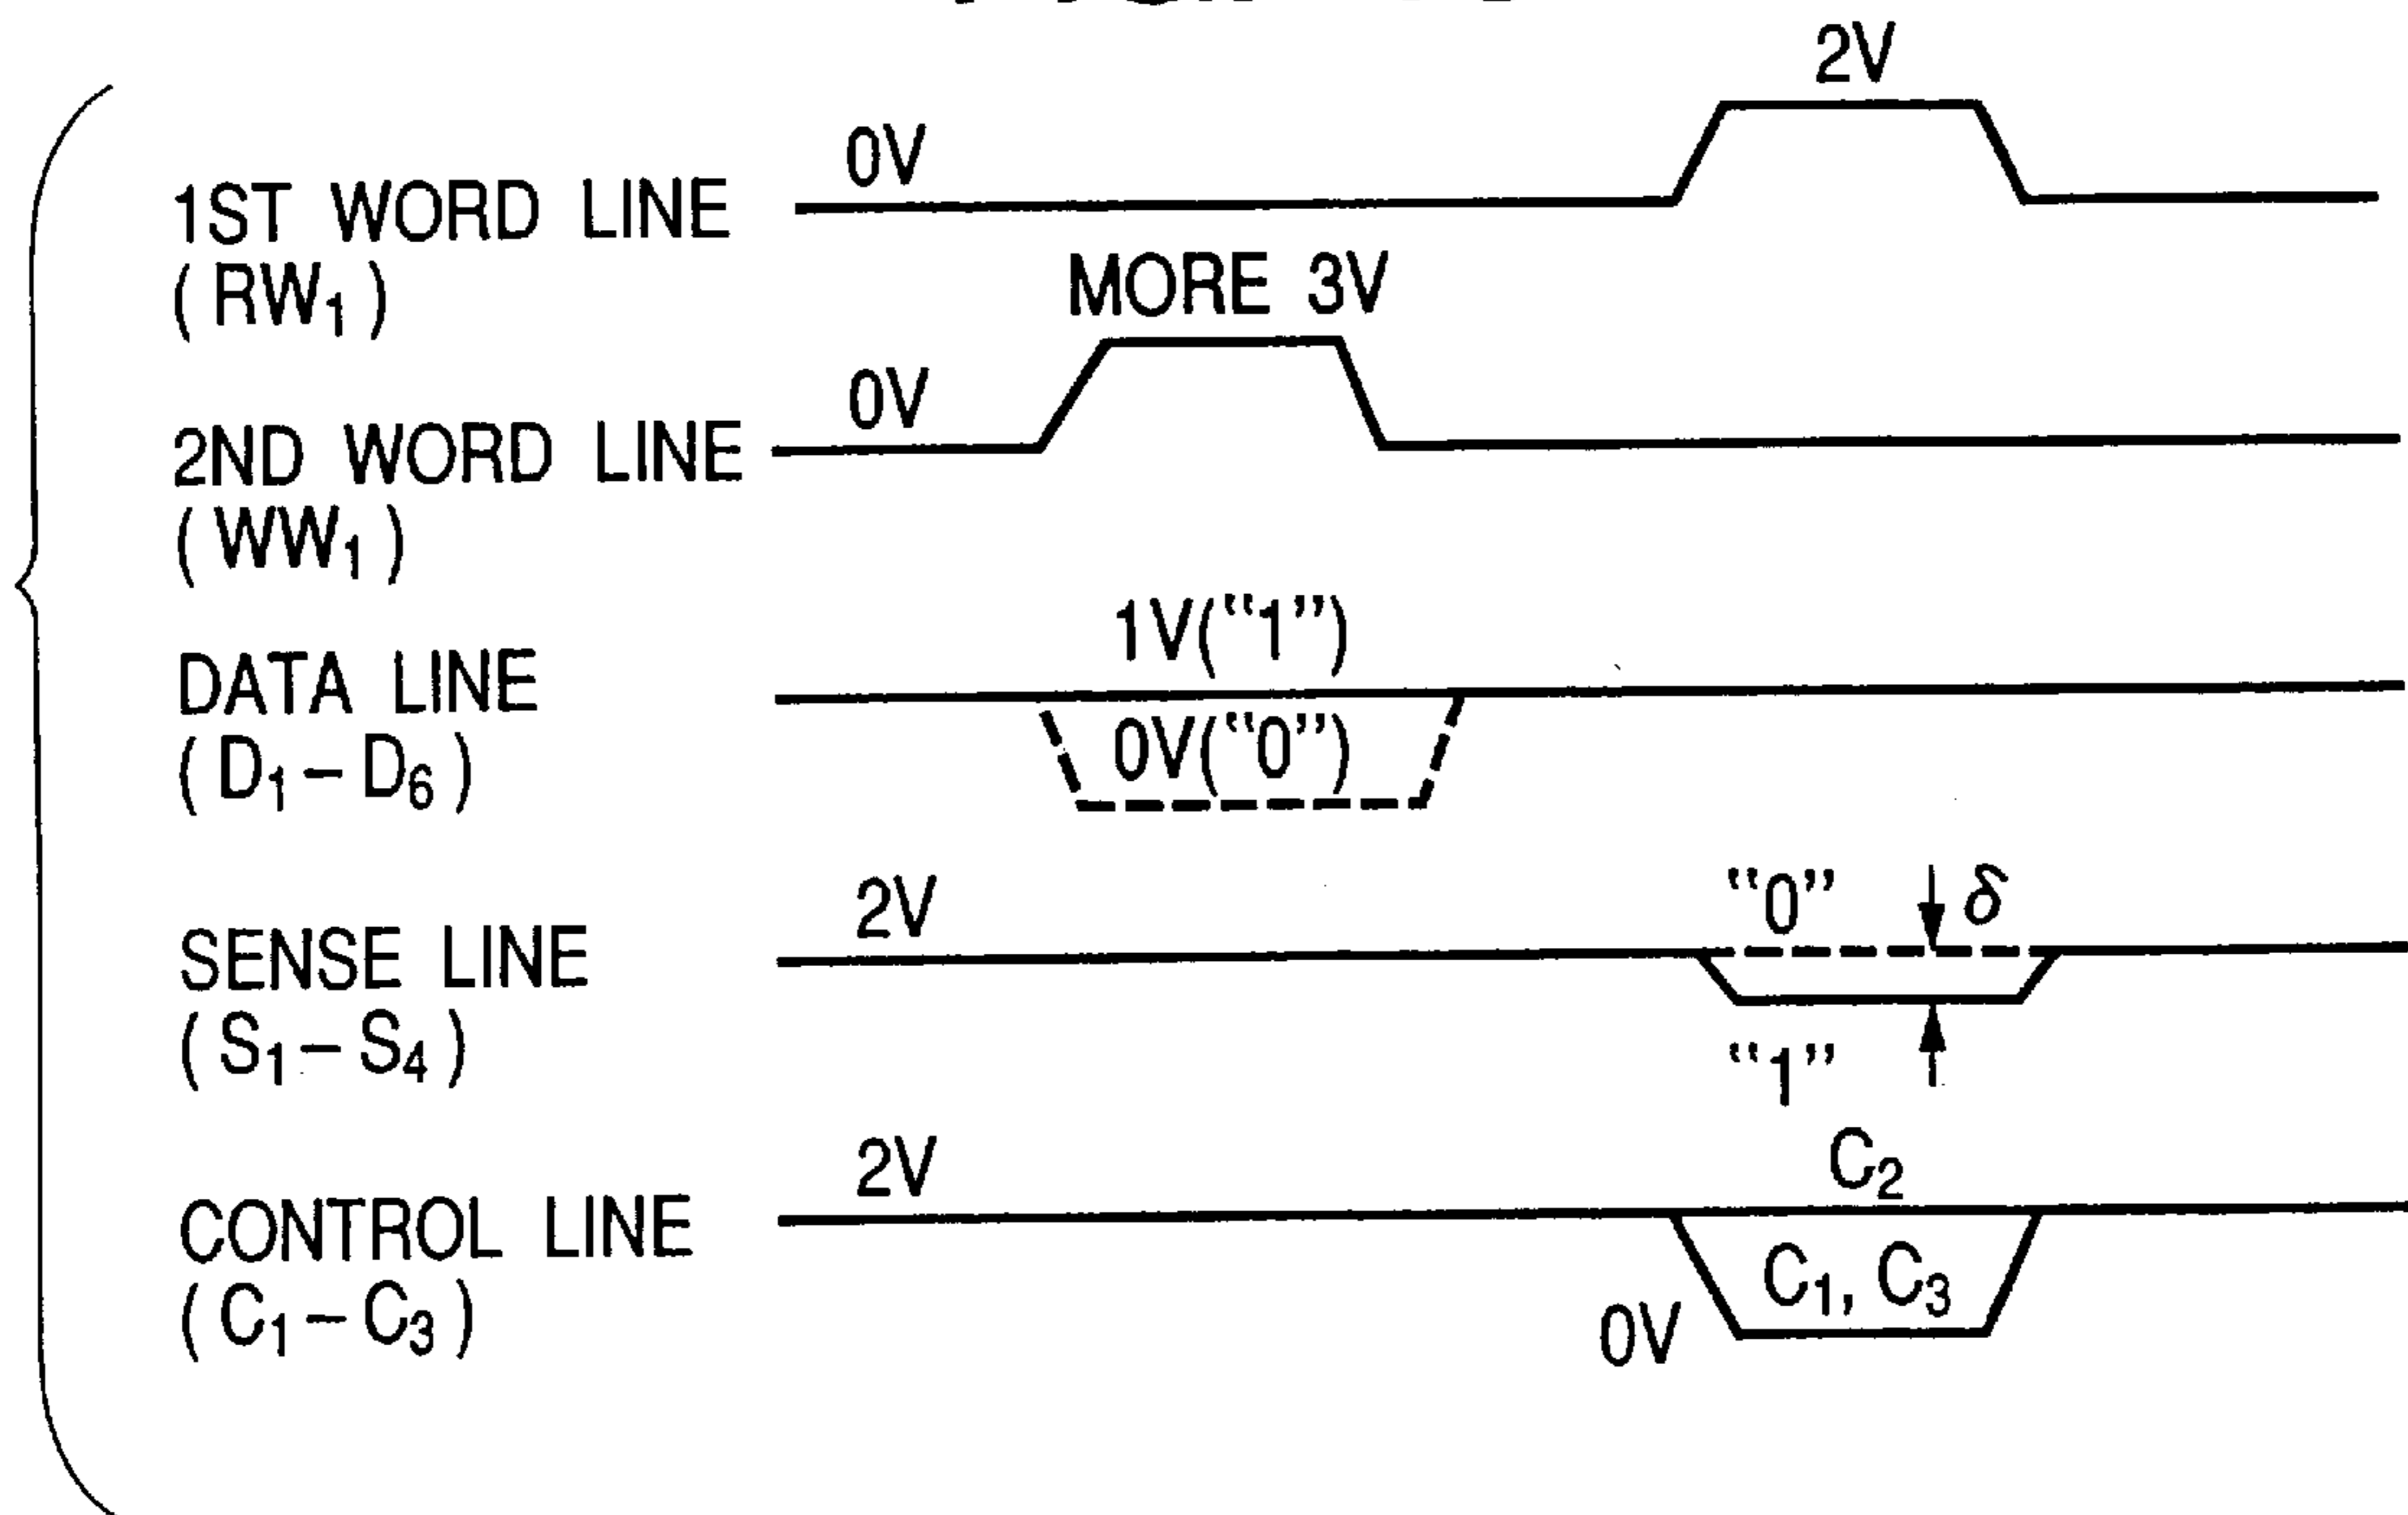 2V
0V
1ST WORD LINE
(RW₁)
MORE 3V
0V
2ND WORD LINE
(WW₁)
1V("1")
DATA LINE
(D₁–D₆)
0V("0")
2V
"0" δ
SENSE LINE
(S₁–S₄)
"1"
2V
C₂
CONTROL LINE
(C₁–C₃)
C₁, C₃
0V